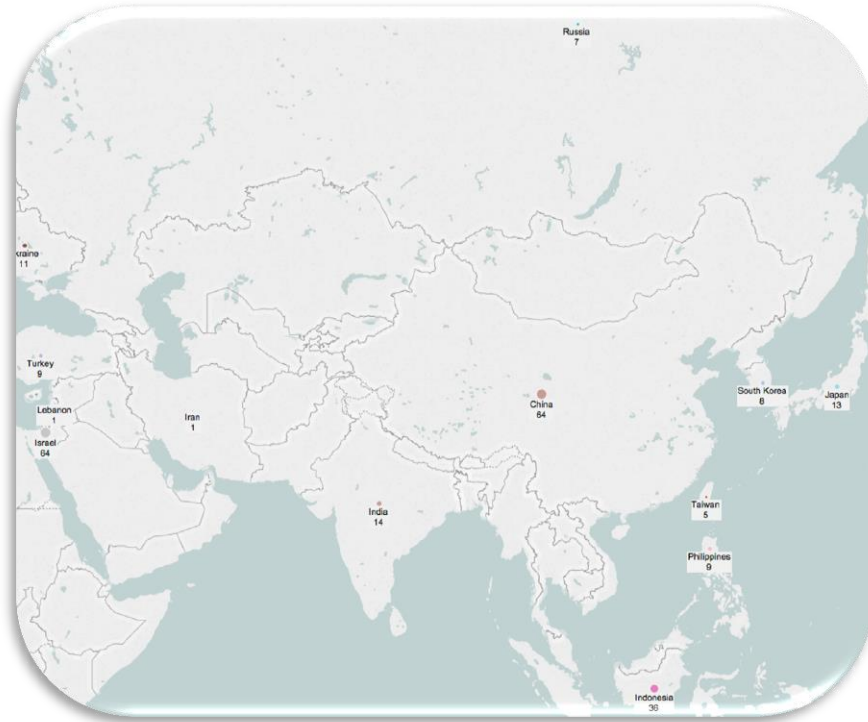 Russia
7
kraine
11
Turkey
9
Lebanon
1
Israel
64
Iran
1
China
64
South Korea
8
Japan
13
India
14
Taiwan
5
Philippines
9
Indonesia
36